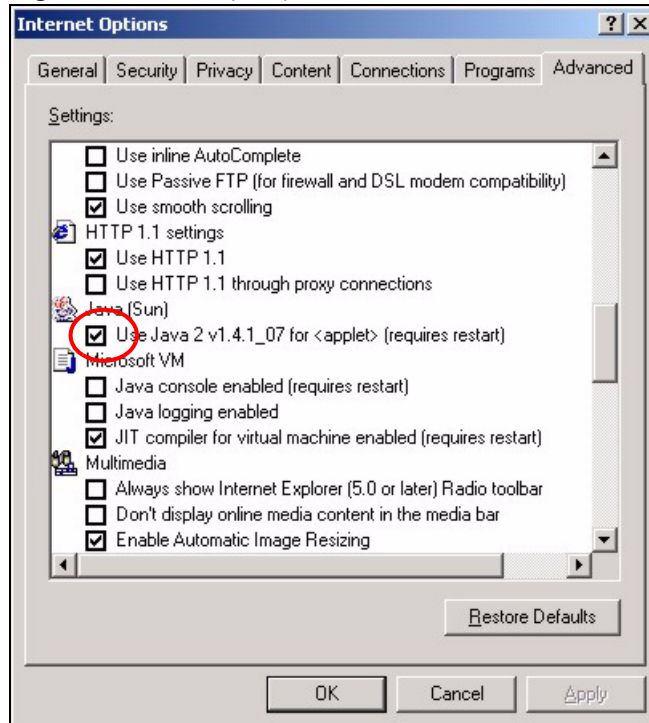 Internet Options
General Security Privacy Content Connections Programs Advanced
Settings:
Use inline AutoComplete
Use Passive FTP (for firewall and DSL modem compatibility)
Use smooth scrolling
HTTP 1.1 settings
Use HTTP 1.1
Use HTTP 1.1 through proxy connections
Java (Sun)
Use Java 2 v1.4.1_07 for <applet> (requires restart)
Microsoft VM
Java console enabled (requires restart)
Java logging enabled
JIT compiler for virtual machine enabled (requires restart)
Multimedia
Always show Internet Explorer (5.0 or later) Radio toolbar
Don't display online media content in the media bar
Enable Automatic Image Resizing
Restore Defaults
OK Cancel Apply